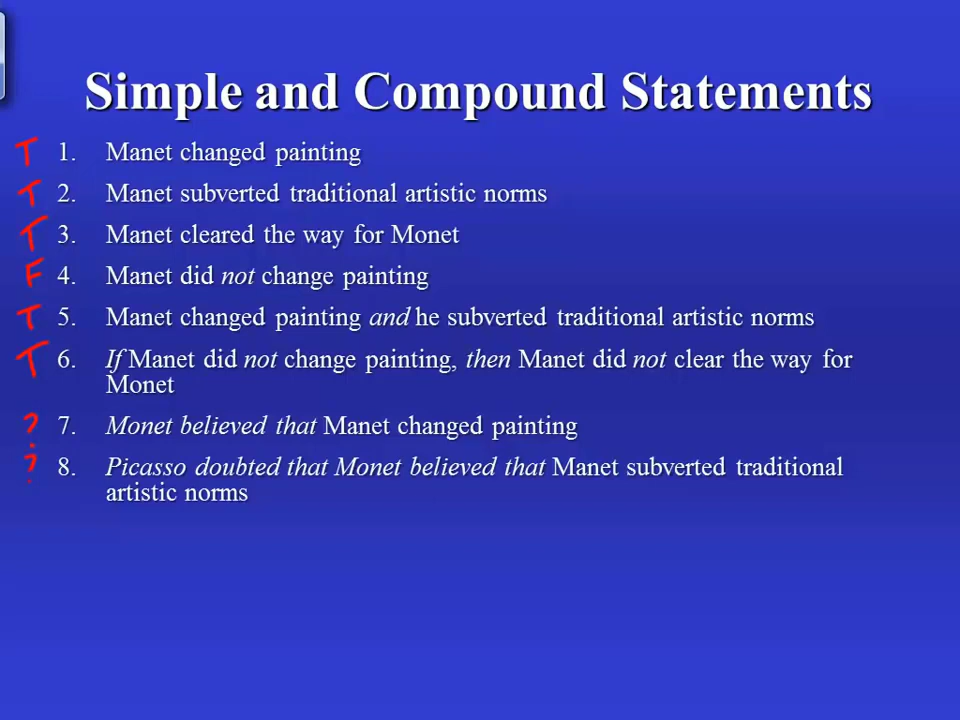 Simple and Compound Statements
T 1. Manet changed painting
T 2. Manet subverted traditional artistic norms
T 3. Manet cleared the way for Monet
F 4. Manet did not change painting
T 5. Manet changed painting and he subverted traditional artistic norms
T 6. If Manet did not change painting, then Manet did not clear the way for
Monet
? 7. Monet believed that Manet changed painting
? 8. Picasso doubted that Monet believed that Manet subverted traditional
artistic norms